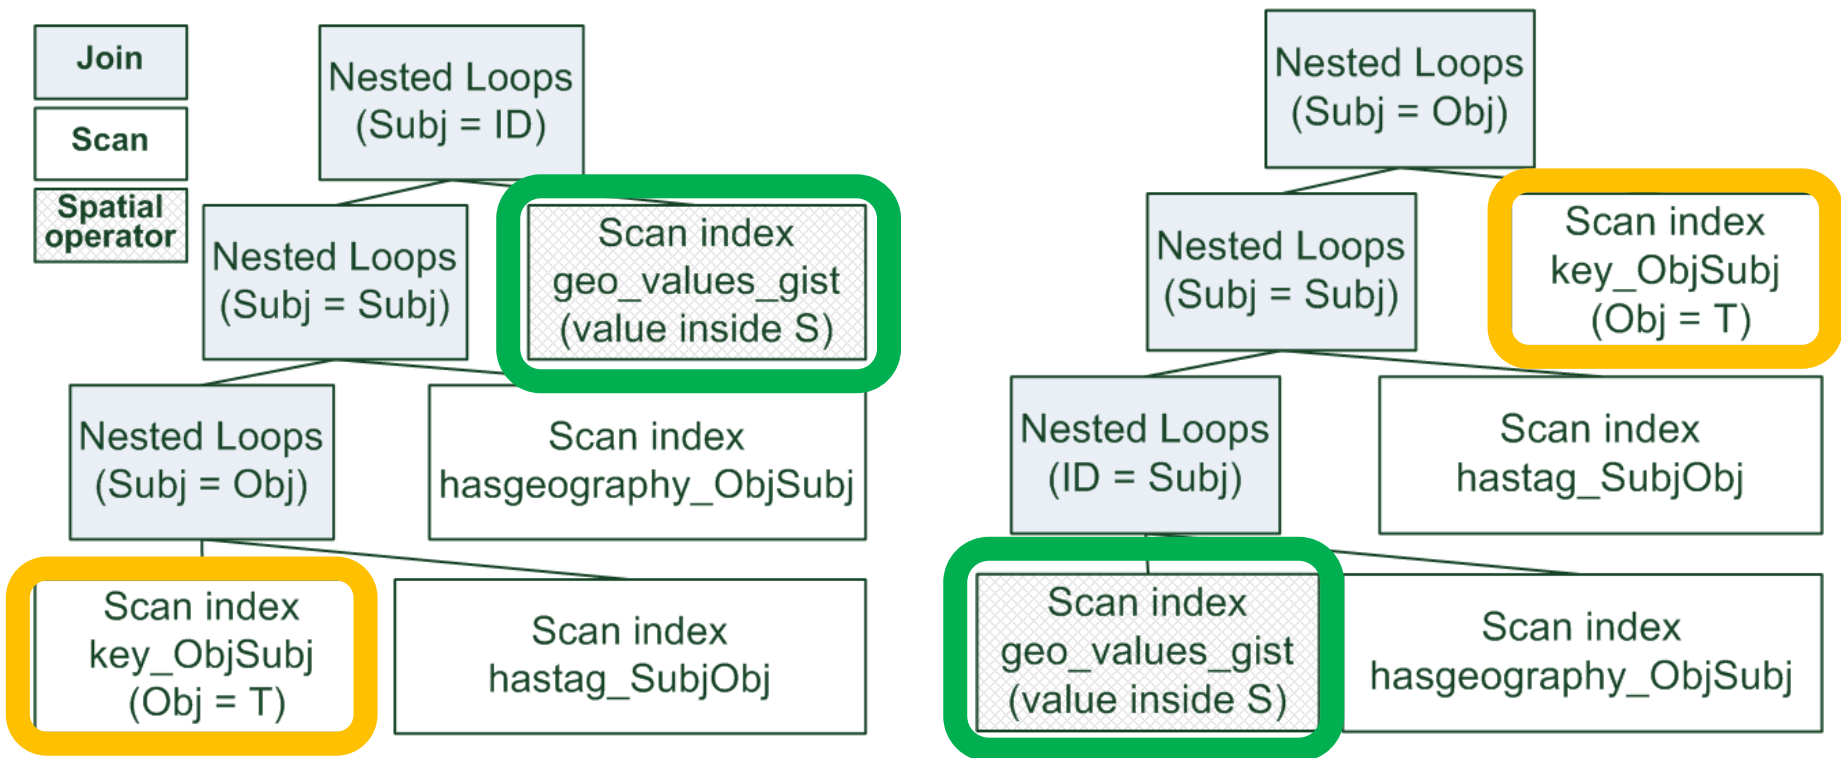 Join
Scan
Spatial
operator
Nested Loops
(Subj = ID)
Nested Loops
(Subj = Subj)
Scan index
geo_values_gist
(value inside S)
Nested Loops
(Subj = Obj)
Scan index
hasgeography_ObjSubj
Scan index
key_ObjSubj
(Obj = T)
Scan index
hastag_SubjObj
Nested Loops
(Subj = Obj)
Nested Loops
(Subj = Subj)
Scan index
key_ObjSubj
(Obj = T)
Nested Loops
(ID = Subj)
Scan index
hastag_SubjObj
Scan index
geo_values_gist
(value inside S)
Scan index
hasgeography_ObjSubj